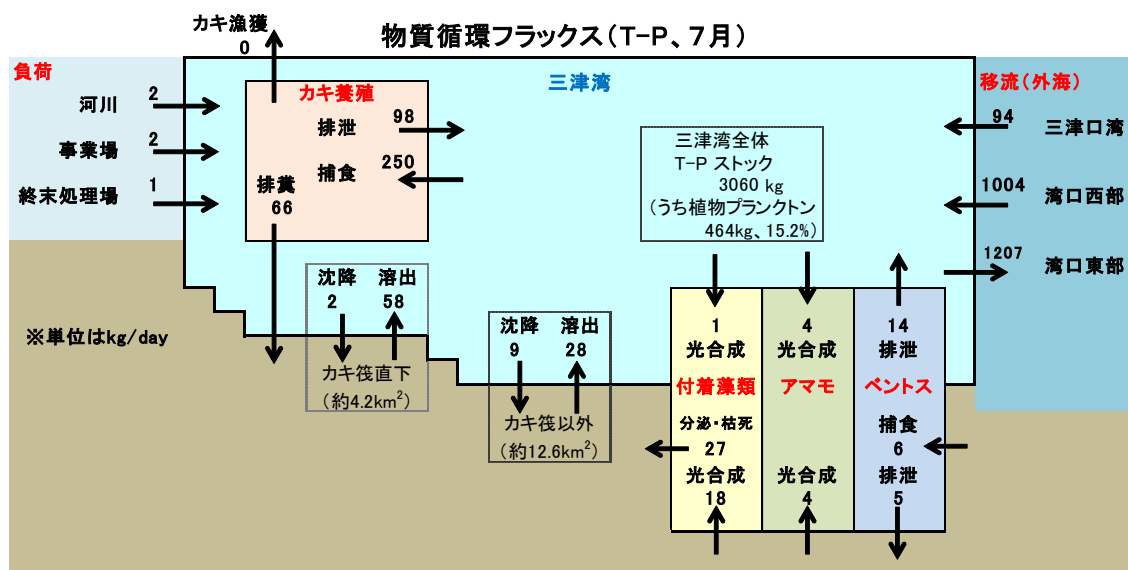 カキ漁獲
0
物質循環フラックス(T-P、7月)
負荷
河川
2
事業場
2
終末処理場
1
カキ養殖
排泄
98
捕食
250
排糞
66
三津湾
三津湾全体
T-P ストック
3060 kg
(うち植物プランクトン
464kg、15.2%)
移流(外海)
94
三津口湾
1004
湾口西部
1207
湾口東部
※単位はkg/day
沈降 溶出
2 58
カキ筏直下
(約4.2km²)
沈降 溶出
9 28
カキ筏以外
(約12.6km²)
1
光合成
付着藻類
分泌・枯死
27
光合成
18
4
光合成
アマモ
光合成
4
14
排泄
ベントス
捕食
6
排泄
5